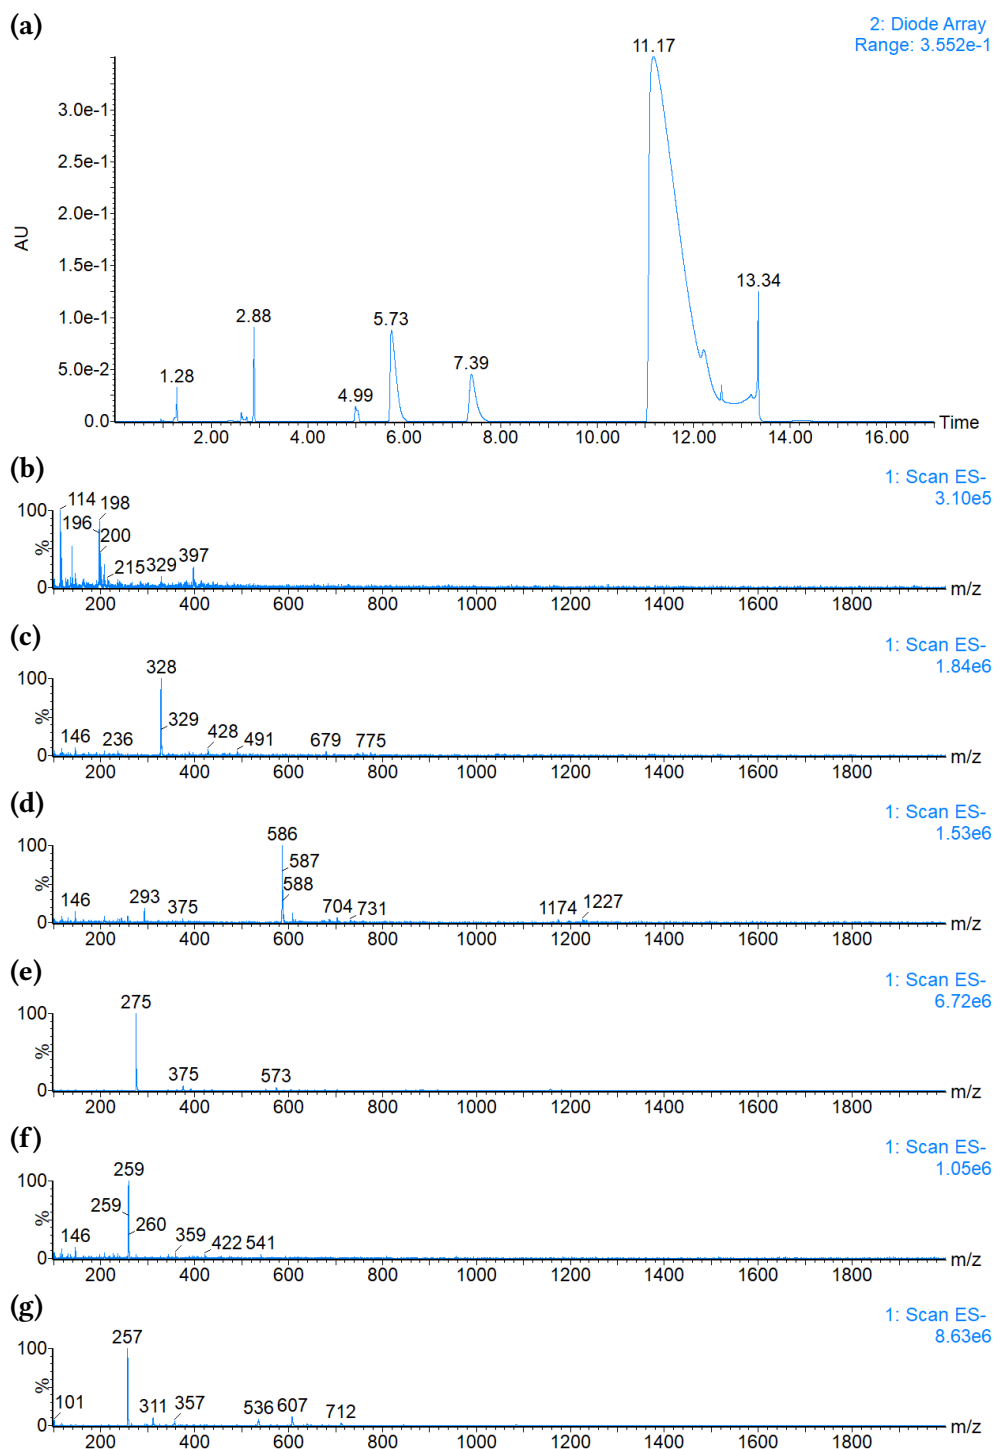 (a)
2: Diode Array
Range: 3.552e-1
11.17
3.0e-1
2.5e-1
2.0e-1
AU
1.5e-1
13.34
1.0e-1
2.88
5.73
7.39
5.0e-2
1.28
4.99
0.0
2.00 4.00 6.00 8.00 10.00 12.00 14.00 16.00 Time
(b)
1: Scan ES-
3.10e5
100 114 198
196 200
%
215 329 397
0
200 400 600 800 1000 1200 1400 1600 1800 m/z
(c)
1: Scan ES-
1.84e6
100 328
%
329
146 236 428 491 679 775
0
200 400 600 800 1000 1200 1400 1600 1800 m/z
(d)
1: Scan ES-
1.53e6
100 586
587
%
588
146 293 375 704 731 1174 1227
0
200 400 600 800 1000 1200 1400 1600 1800 m/z
(e)
1: Scan ES-
6.72e6
100 275
%
375 573
0
200 400 600 800 1000 1200 1400 1600 1800 m/z
(f)
1: Scan ES-
1.05e6
100 259
259
%
260
146 359 422 541
0
200 400 600 800 1000 1200 1400 1600 1800 m/z
(g)
1: Scan ES-
8.63e6
100 257
%
101 311 357 536 607 712
0
200 400 600 800 1000 1200 1400 1600 1800 m/z